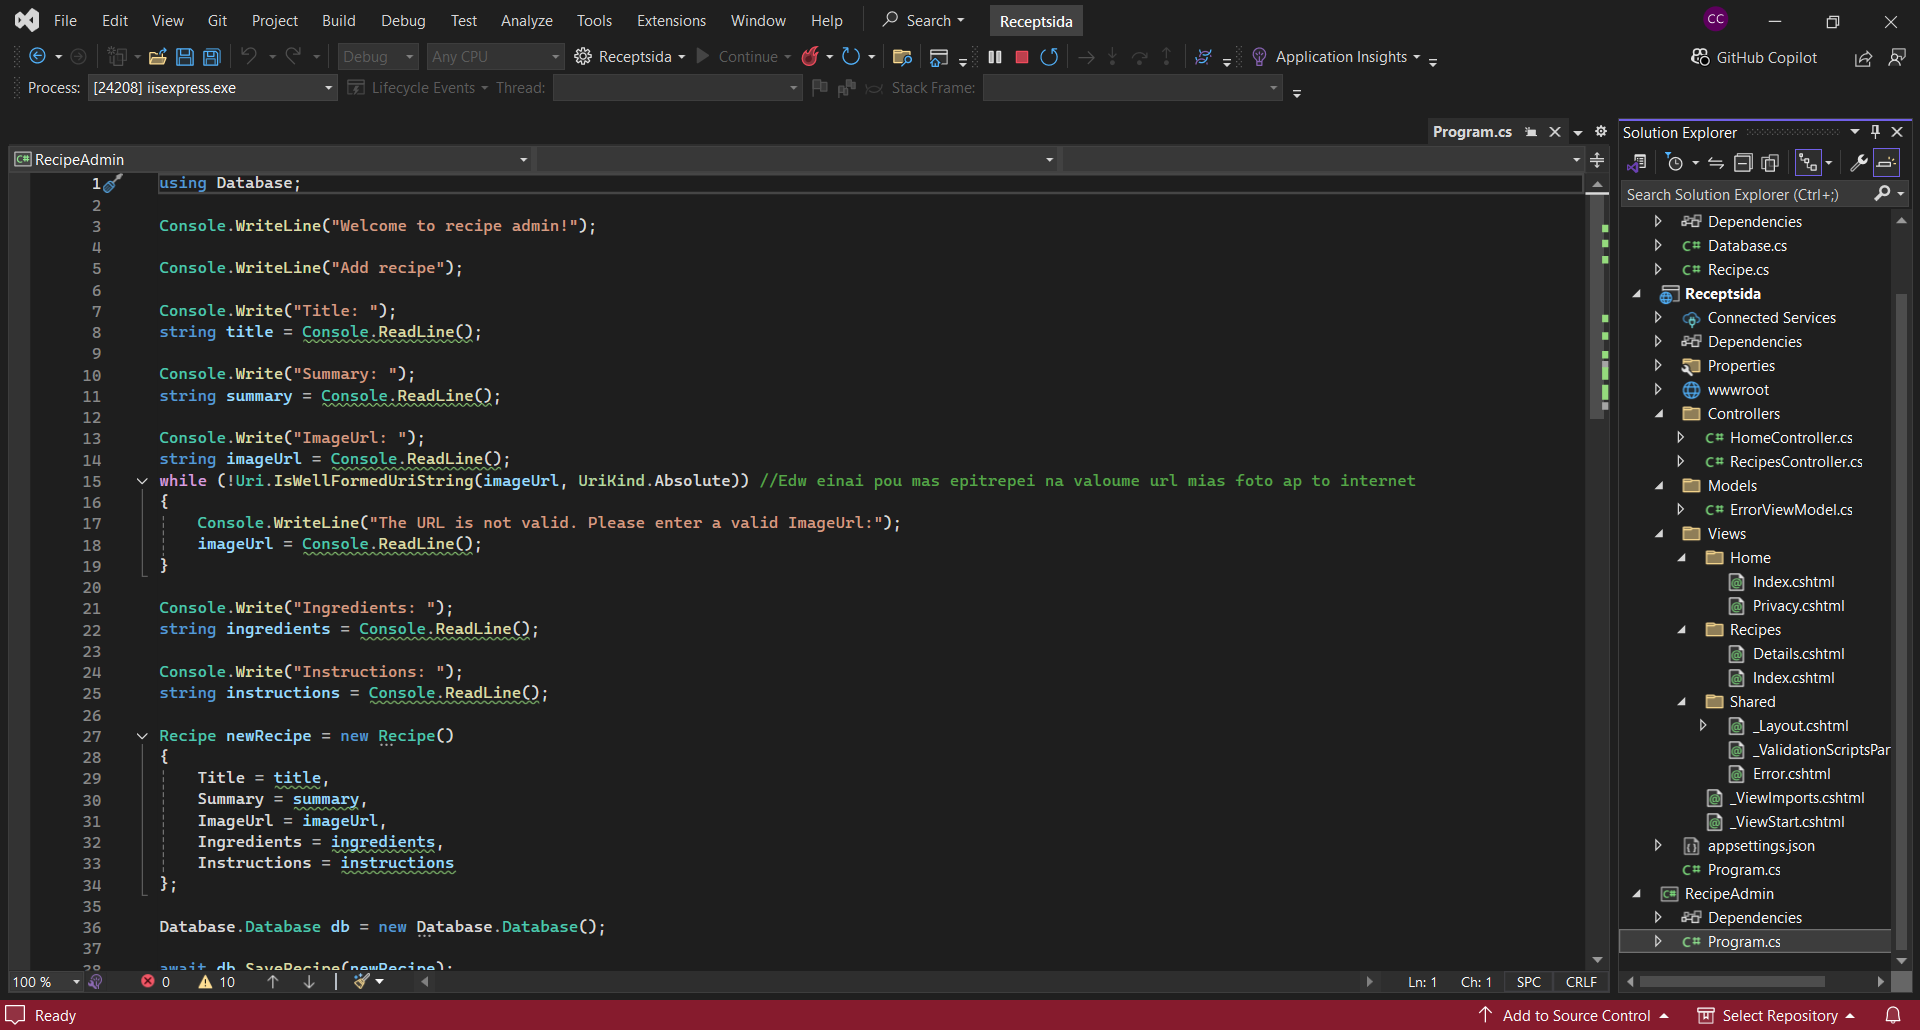 File Edit View Git Project Build Debug Test Analyze Tools Extensions Window Help Search Receptsida CC
Debug Any CPU Receptsida Continue Application Insights GitHub Copilot
Process: [24208] iisexpress.exe Lifecycle Events Thread: Stack Frame:
Program.cs
C# RecipeAdmin
1 using Database;
2
3 Console.WriteLine("Welcome to recipe admin!");
4
5 Console.WriteLine("Add recipe");
6
7 Console.Write("Title: ");
8 string title = Console.ReadLine();
9
10 Console.Write("Summary: ");
11 string summary = Console.ReadLine();
12
13 Console.Write("ImageUrl: ");
14 string imageUrl = Console.ReadLine();
15 while (!Uri.IsWellFormedUriString(imageUrl, UriKind.Absolute)) //Edw einai pou mas epitrepei na valoume url mias foto ap to internet
16 {
17 Console.WriteLine("The URL is not valid. Please enter a valid ImageUrl:");
18 imageUrl = Console.ReadLine();
19 }
20
21 Console.Write("Ingredients: ");
22 string ingredients = Console.ReadLine();
23
24 Console.Write("Instructions: ");
25 string instructions = Console.ReadLine();
26
27 Recipe newRecipe = new Recipe()
28 {
29 Title = title,
30 Summary = summary,
31 ImageUrl = imageUrl,
32 Ingredients = ingredients,
33 Instructions = instructions
34 };
35
36 Database.Database db = new Database.Database();
37
38 await db.SaveRecipe(newRecipe);
100 % 0 10 Ln: 1 Ch: 1 SPC CRLF
Solution Explorer
Search Solution Explorer (Ctrl+;)
Dependencies
C# Database.cs
C# Recipe.cs
Receptsida
Connected Services
Dependencies
Properties
wwwroot
Controllers
C# HomeController.cs
C# RecipesController.cs
Models
C# ErrorViewModel.cs
Views
Home
Index.cshtml
Privacy.cshtml
Recipes
Details.cshtml
Index.cshtml
Shared
_Layout.cshtml
_ValidationScriptsPar
Error.cshtml
_ViewImports.cshtml
_ViewStart.cshtml
appsettings.json
C# Program.cs
C# RecipeAdmin
Dependencies
C# Program.cs
Ready Add to Source Control Select Repository